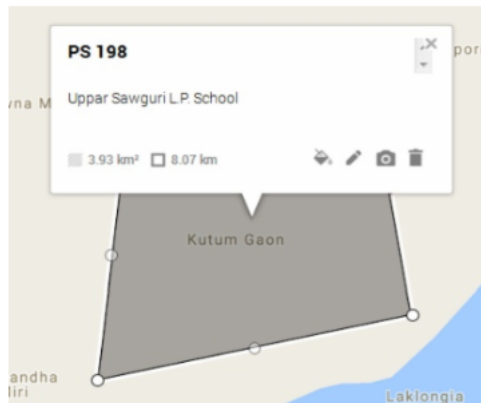 PS 198
Uppar Sawguri L.P. School
3.93 km² 8.07 km
Kutum Gaon
Laklongia